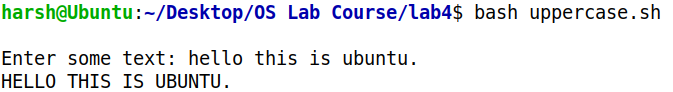 harsh@Ubuntu:~/Desktop/OS Lab Course/lab4$ bash uppercase.sh
Enter some text: hello this is ubuntu.
HELLO THIS IS UBUNTU.